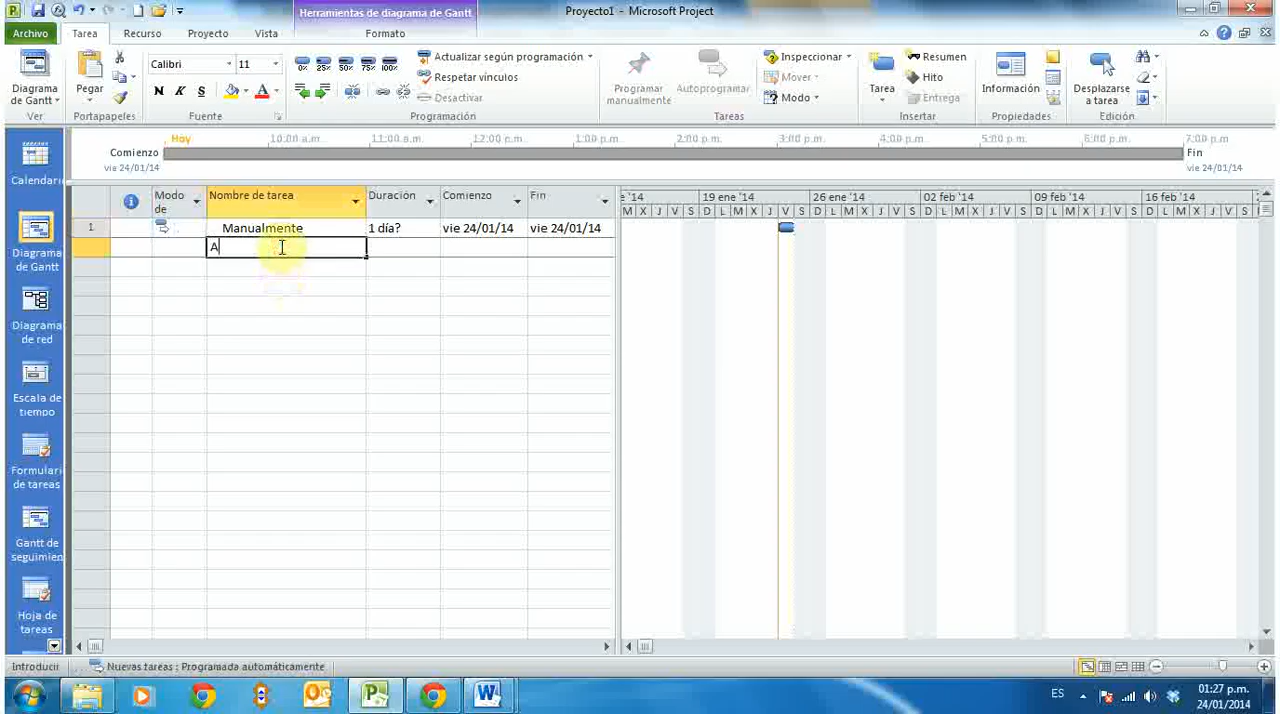 Herramientas de diagrama de Gantt
Proyecto1 - Microsoft Project
Archivo Tarea Recurso Proyecto Vista Formato
Diagrama de Gantt
Ver
Pegar
Portapapeles
Calibri 11
N K S A
Fuente
Actualizar según programación
Respetar vínculos
Desactivar
Programación
Programar manualmente
Autoprogramar
Inspeccionar
Mover
Modo
Tareas
Tarea
Resumen
Hito
Entrega
Insertar
Información
Propiedades
Desplazarse a tarea
Edición
Hoy 10:00 a.m. 11:00 a.m. 12:00 p.m. 1:00 p.m. 2:00 p.m. 3:00 p.m. 4:00 p.m. 5:00 p.m. 6:00 p.m. 7:00 p.m.
Comienzo
vie 24/01/14
Fin
vie 24/01/14
Calendari
Diagrama de Gantt
Diagrama de red
Escala de tiempo
Formulari de tareas
Gantt de seguimien
Hoja de tareas
Modo de Nombre de tarea Duración Comienzo Fin
'14 19 ene '14 26 ene '14 02 feb '14 09 feb '14 16 feb '14
M X J V S D L M X J V S D L M X J V S D L M X J V S D L M X J V S D L M X J V S
1 Manualmente 1 día? vie 24/01/14 vie 24/01/14
A
Introducir Nuevas tareas : Programada automáticamente
ES 01:27 p.m.
24/01/2014